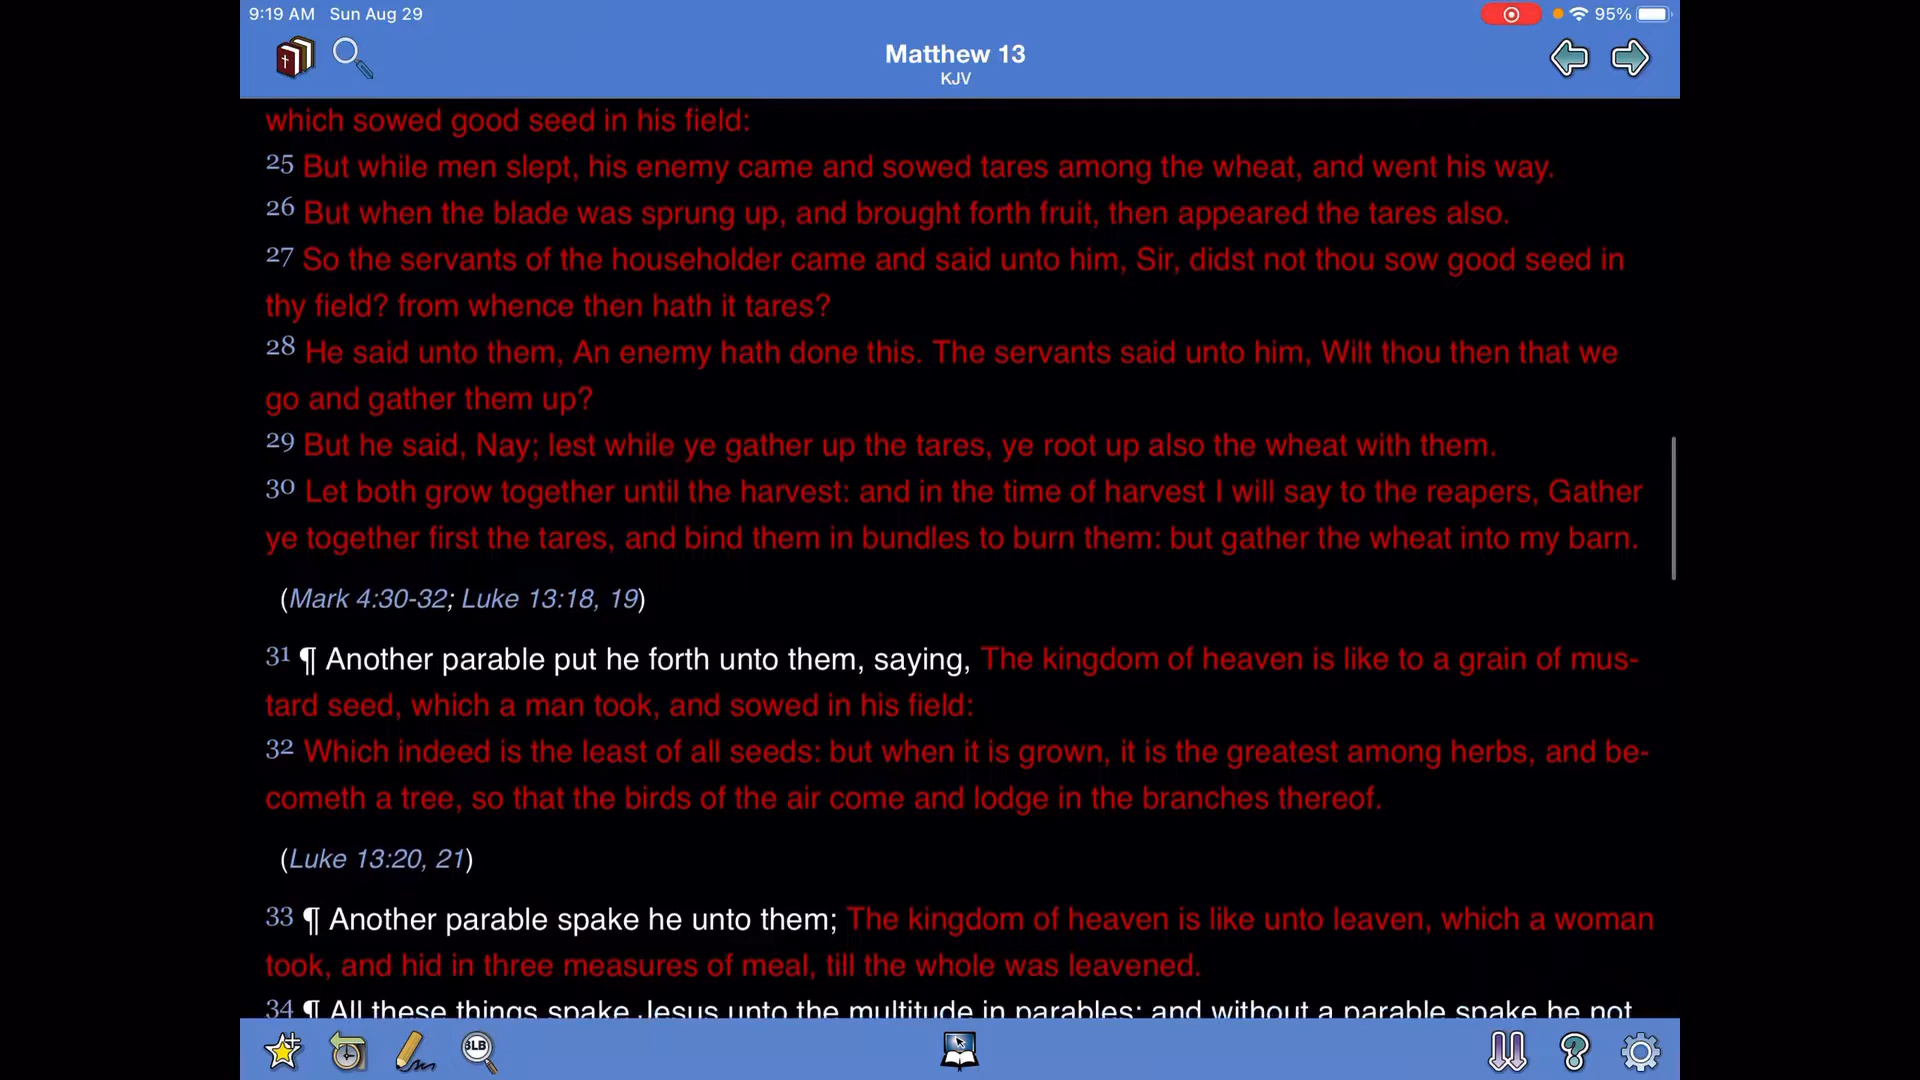 9:19 AM Sun Aug 29
95%
Matthew 13
KJV
which sowed good seed in his field:
25 But while men slept, his enemy came and sowed tares among the wheat, and went his way.
26 But when the blade was sprung up, and brought forth fruit, then appeared the tares also.
27 So the servants of the householder came and said unto him, Sir, didst not thou sow good seed in
thy field? from whence then hath it tares?
28 He said unto them, An enemy hath done this. The servants said unto him, Wilt thou then that we
go and gather them up?
29 But he said, Nay; lest while ye gather up the tares, ye root up also the wheat with them.
30 Let both grow together until the harvest: and in the time of harvest I will say to the reapers, Gather
ye together first the tares, and bind them in bundles to burn them: but gather the wheat into my barn.
(Mark 4:30-32; Luke 13:18, 19)
31 ¶ Another parable put he forth unto them, saying, The kingdom of heaven is like to a grain of mus-
tard seed, which a man took, and sowed in his field:
32 Which indeed is the least of all seeds: but when it is grown, it is the greatest among herbs, and be-
cometh a tree, so that the birds of the air come and lodge in the branches thereof.
(Luke 13:20, 21)
33 ¶ Another parable spake he unto them; The kingdom of heaven is like unto leaven, which a woman
took, and hid in three measures of meal, till the whole was leavened.
34 ¶ All these things spake Jesus unto the multitude in parables; and without a parable spake he not
BLB